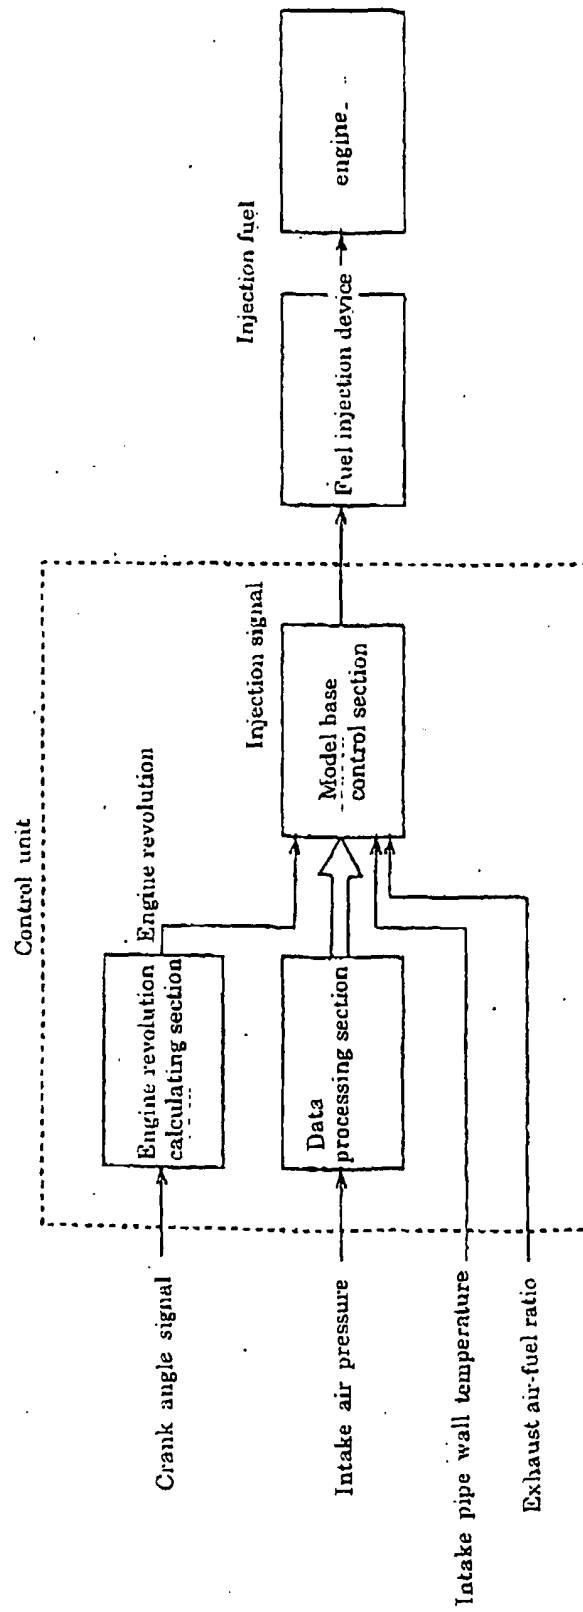 Control unit
Crank angle signal
Engine revolution
calculating section
Engine revolution
Intake air pressure
Data
processing section
Model base
control section
Injection signal
Fuel injection device
Injection fuel
engine
Intake pipe wall temperature
Exhaust air-fuel ratio